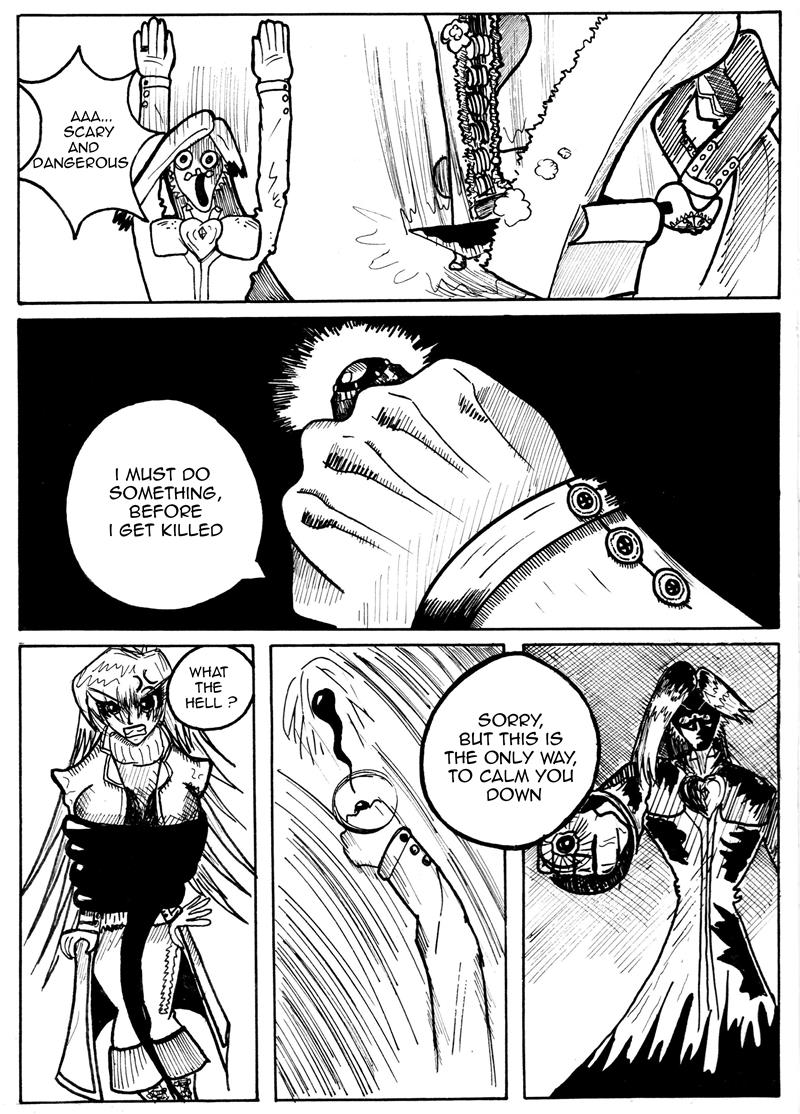 AAA...
SCARY
AND
DANGEROUS
I MUST DO
SOMETHING,
BEFORE
I GET KILLED
WHAT
THE
HELL ?
SORRY,
BUT THIS IS
THE ONLY WAY,
TO CALM YOU
DOWN